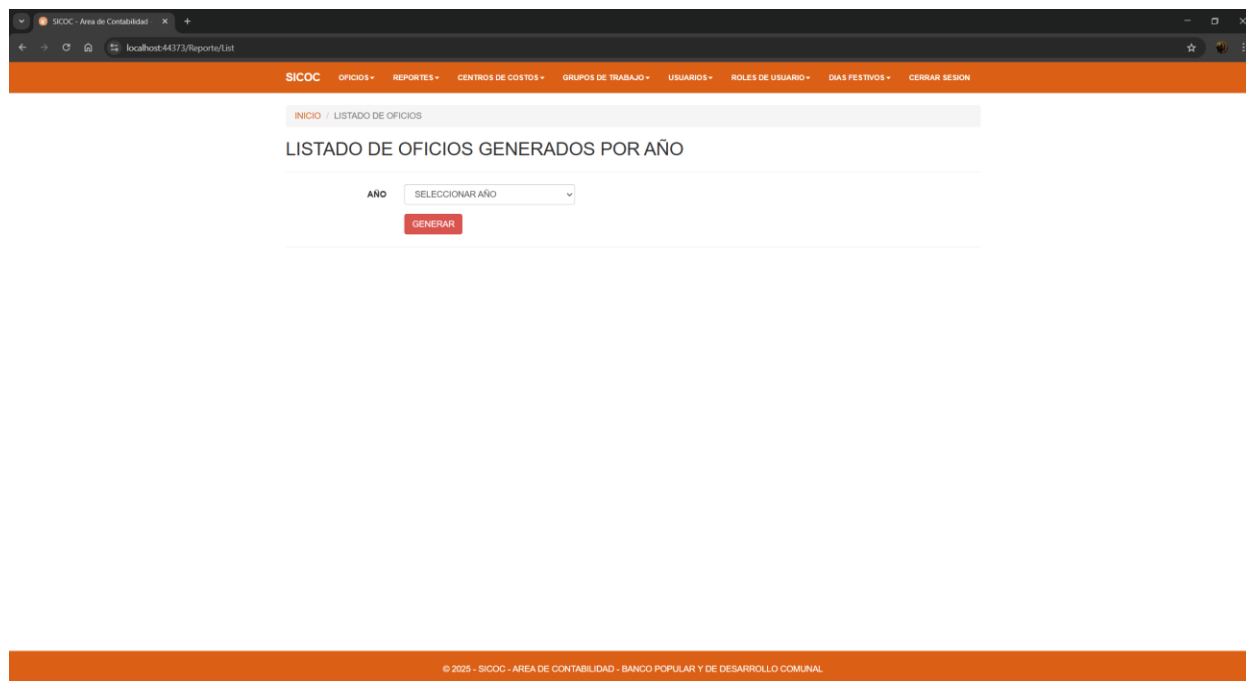 SICOC - Area de Contabilidad -
localhost:44373/Reporte/List
SICOC OFICIOS REPORTES CENTROS DE COSTOS GRUPOS DE TRABAJO USUARIOS ROLES DE USUARIO DIAS FESTIVOS CERRAR SESION
INICIO / LISTADO DE OFICIOS
LISTADO DE OFICIOS GENERADOS POR AÑO
AÑO SELECCIONAR AÑO
GENERAR
© 2025 - SICOC - AREA DE CONTABILIDAD - BANCO POPULAR Y DE DESARROLLO COMUNAL